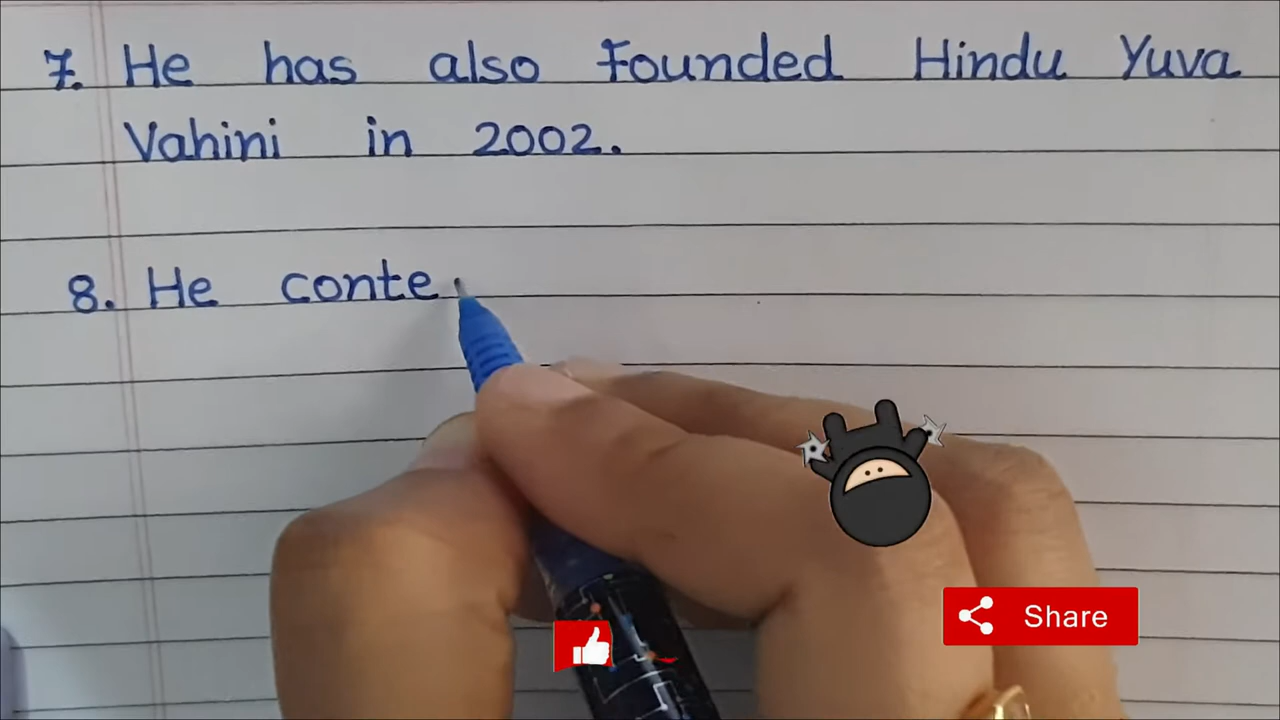 7. He has also Founded Hindu Yuva
Vahini in 2002.
8. He conte
Share